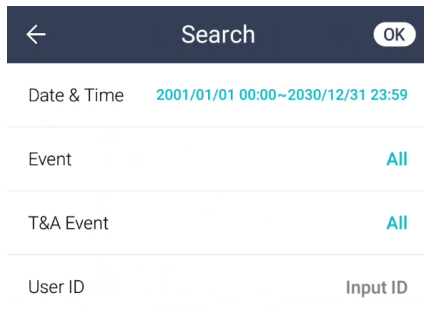 Search OK
Date & Time 2001/01/01 00:00~2030/12/31 23:59
Event All
T&A Event All
User ID Input ID